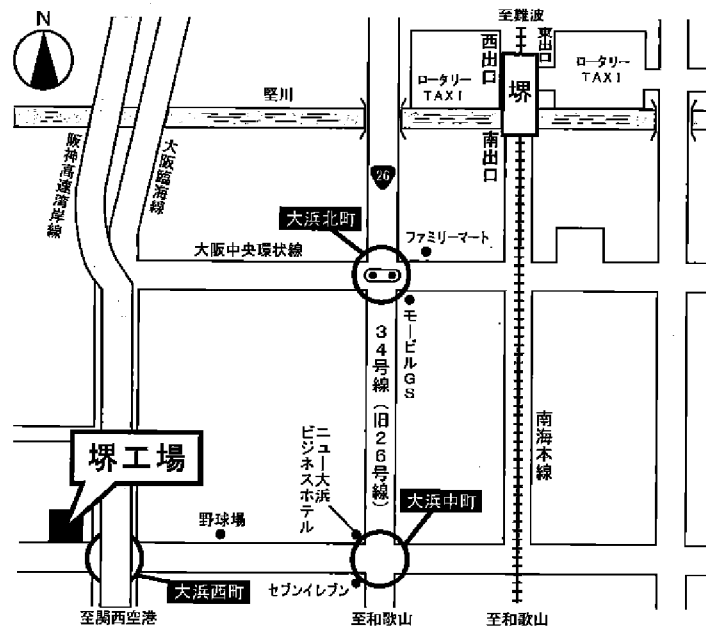 N
至難波
西出口
東出口
ロータリー
TAXI
ロータリー
TAXI
堺
竪川
南出口
阪神高速湾岸線
大阪臨海線
26
大浜北町
ファミリーマート
大阪中央環状線
モービルGS
34号線(旧26号線)
南海本線
堺工場
ニュー大浜
ビジネスホテル
大浜中町
野球場
大浜西町
セブンイレブン
至関西空港
至和歌山
至和歌山